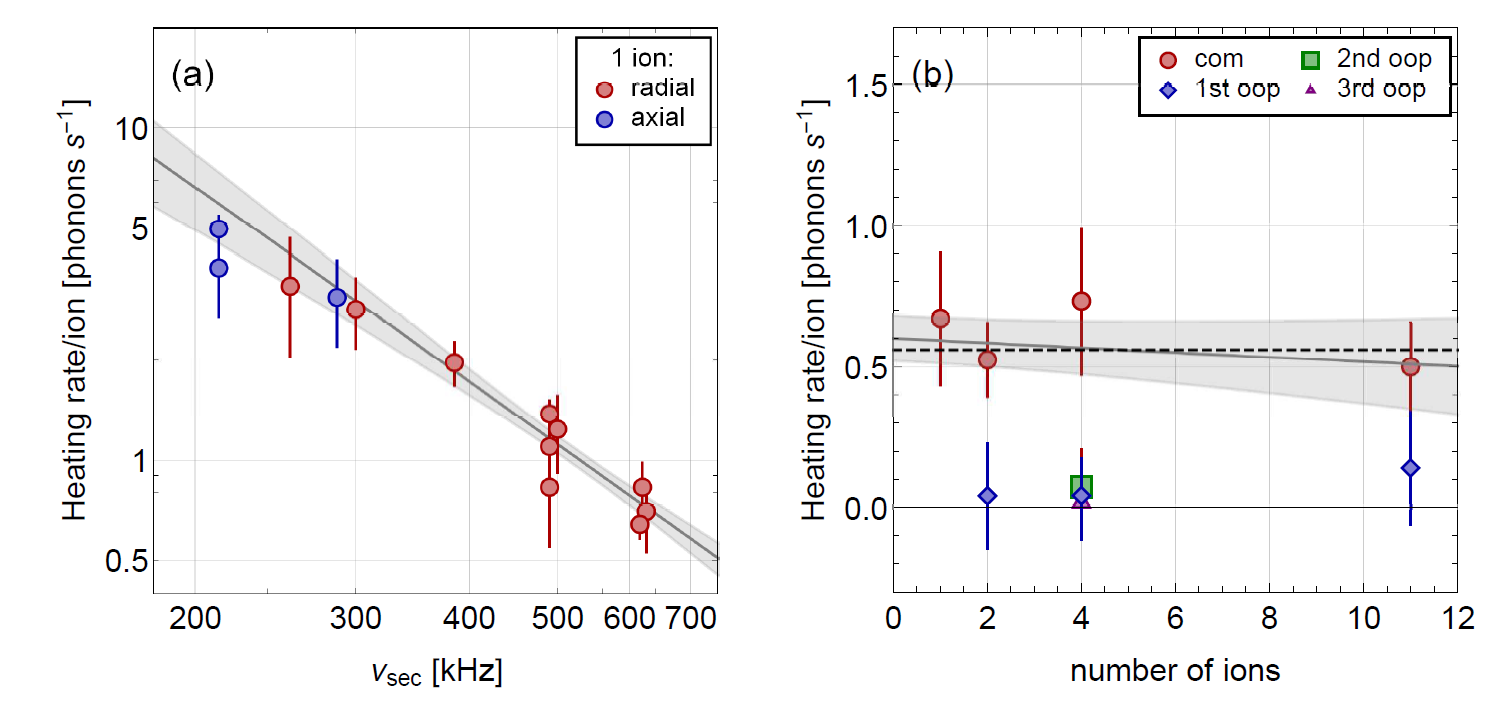 (a)
1 ion:
radial
axial
Heating rate/ion [phonons s⁻¹]
10
5
1
0.5
200 300 400 500 600 700
νsec [kHz]
(b)
com 2nd oop
1st oop 3rd oop
Heating rate/ion [phonons s⁻¹]
1.5
1.0
0.5
0.0
0 2 4 6 8 10 12
number of ions